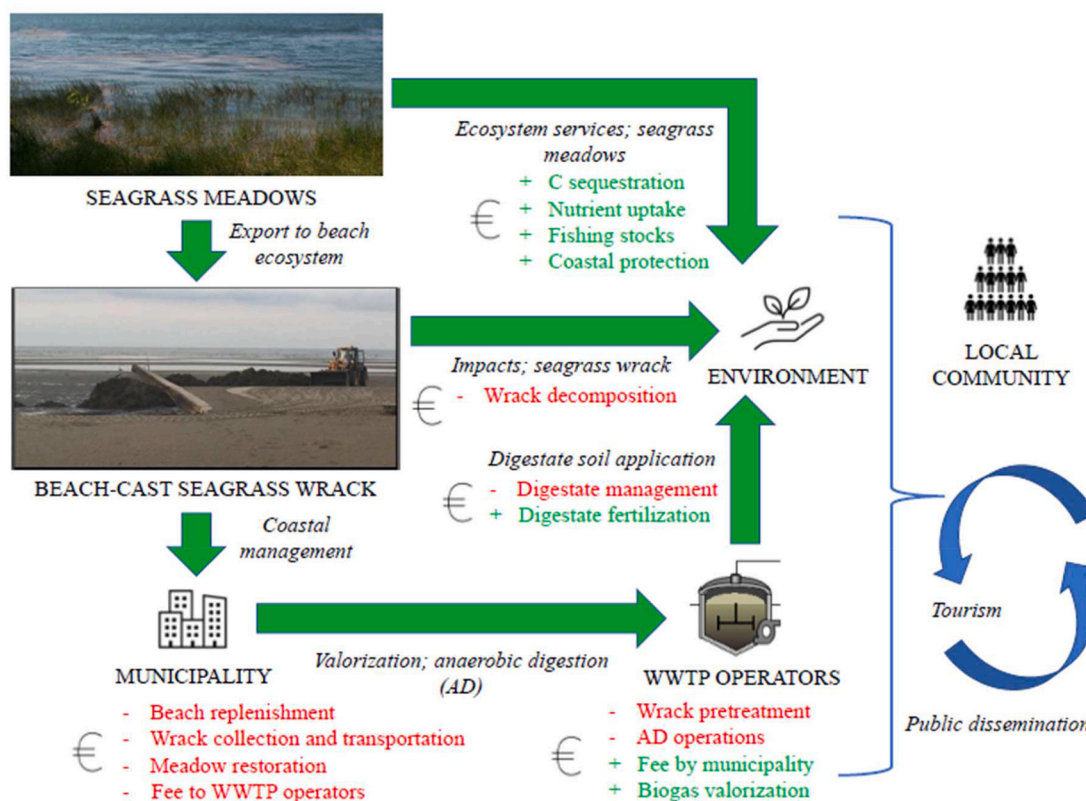 Ecosystem services; seagrass
meadows
+ C sequestration
€
+ Nutrient uptake
+ Fishing stocks
+ Coastal protection
SEAGRASS MEADOWS
Export to beach
ecosystem
Impacts; seagrass wrack
€
- Wrack decomposition
ENVIRONMENT
LOCAL
COMMUNITY
BEACH-CAST SEAGRASS WRACK
Digestate soil application
€
- Digestate management
+ Digestate fertilization
Coastal
management
Valorization; anaerobic digestion
(AD)
Tourism
Public dissemination
MUNICIPALITY
€
- Beach replenishment
- Wrack collection and transportation
- Meadow restoration
- Fee to WWTP operators
WWTP OPERATORS
€
- Wrack pretreatment
- AD operations
+ Fee by municipality
+ Biogas valorization